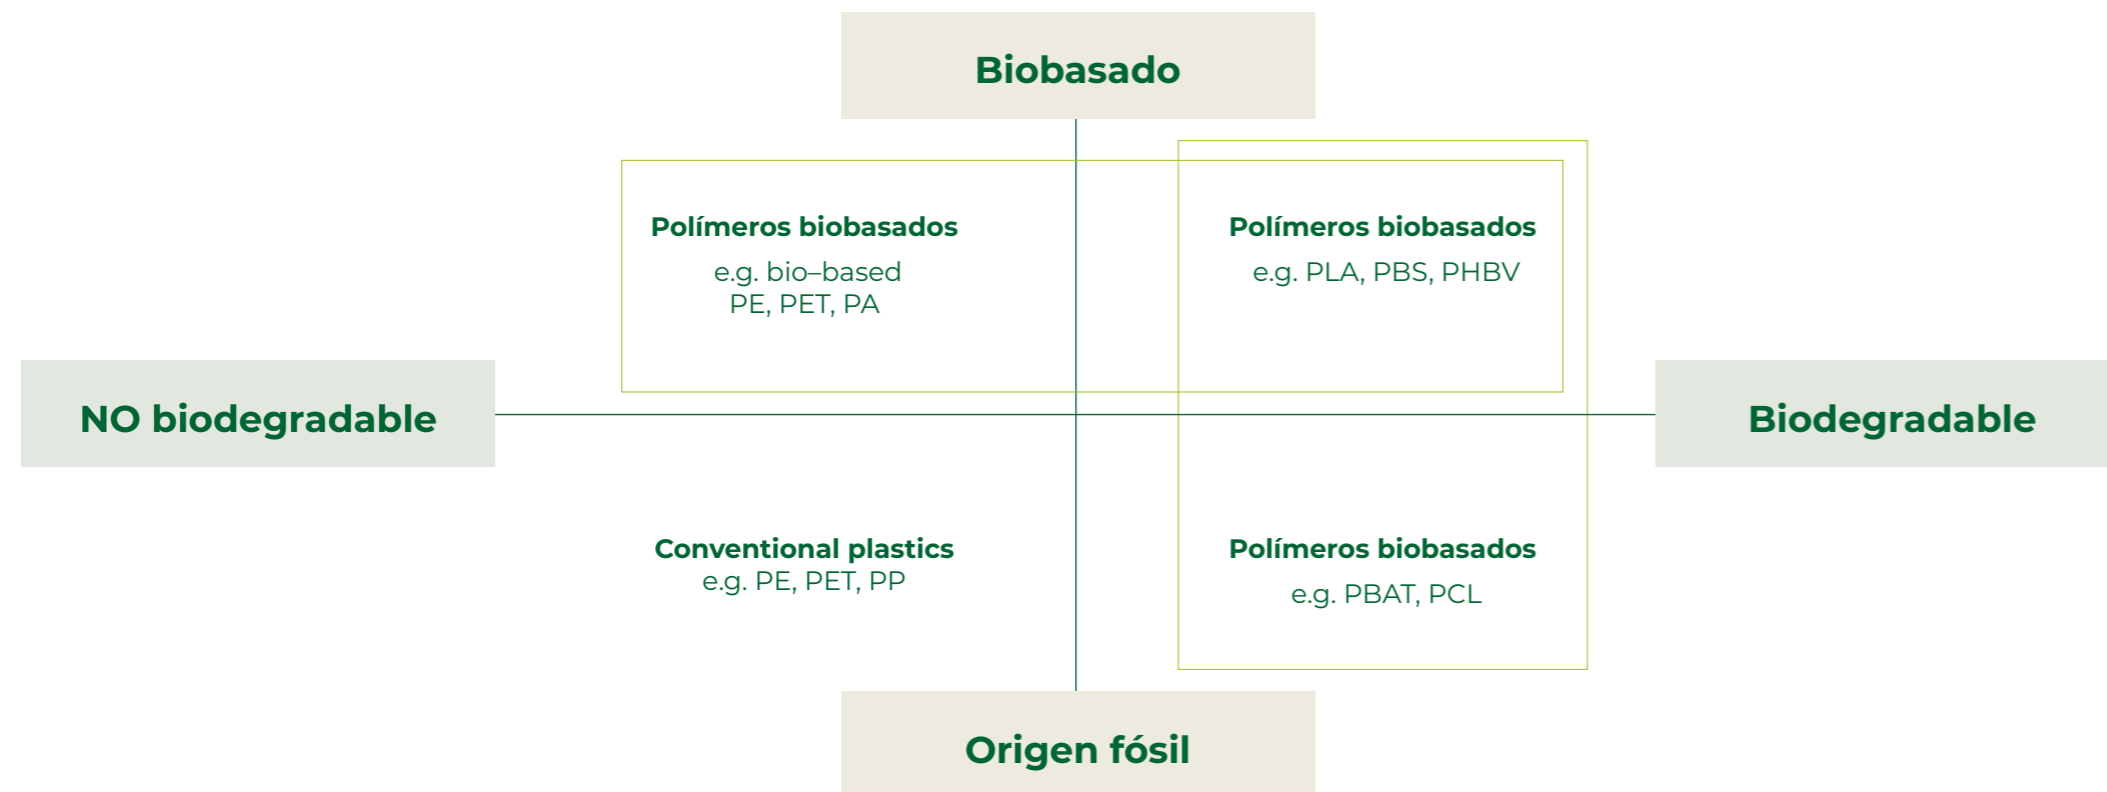 Biobasado
Polímeros biobasados
e.g. bio–based
PE, PET, PA
Polímeros biobasados
e.g. PLA, PBS, PHBV
NO biodegradable
Biodegradable
Conventional plastics
e.g. PE, PET, PP
Polímeros biobasados
e.g. PBAT, PCL
Origen fósil